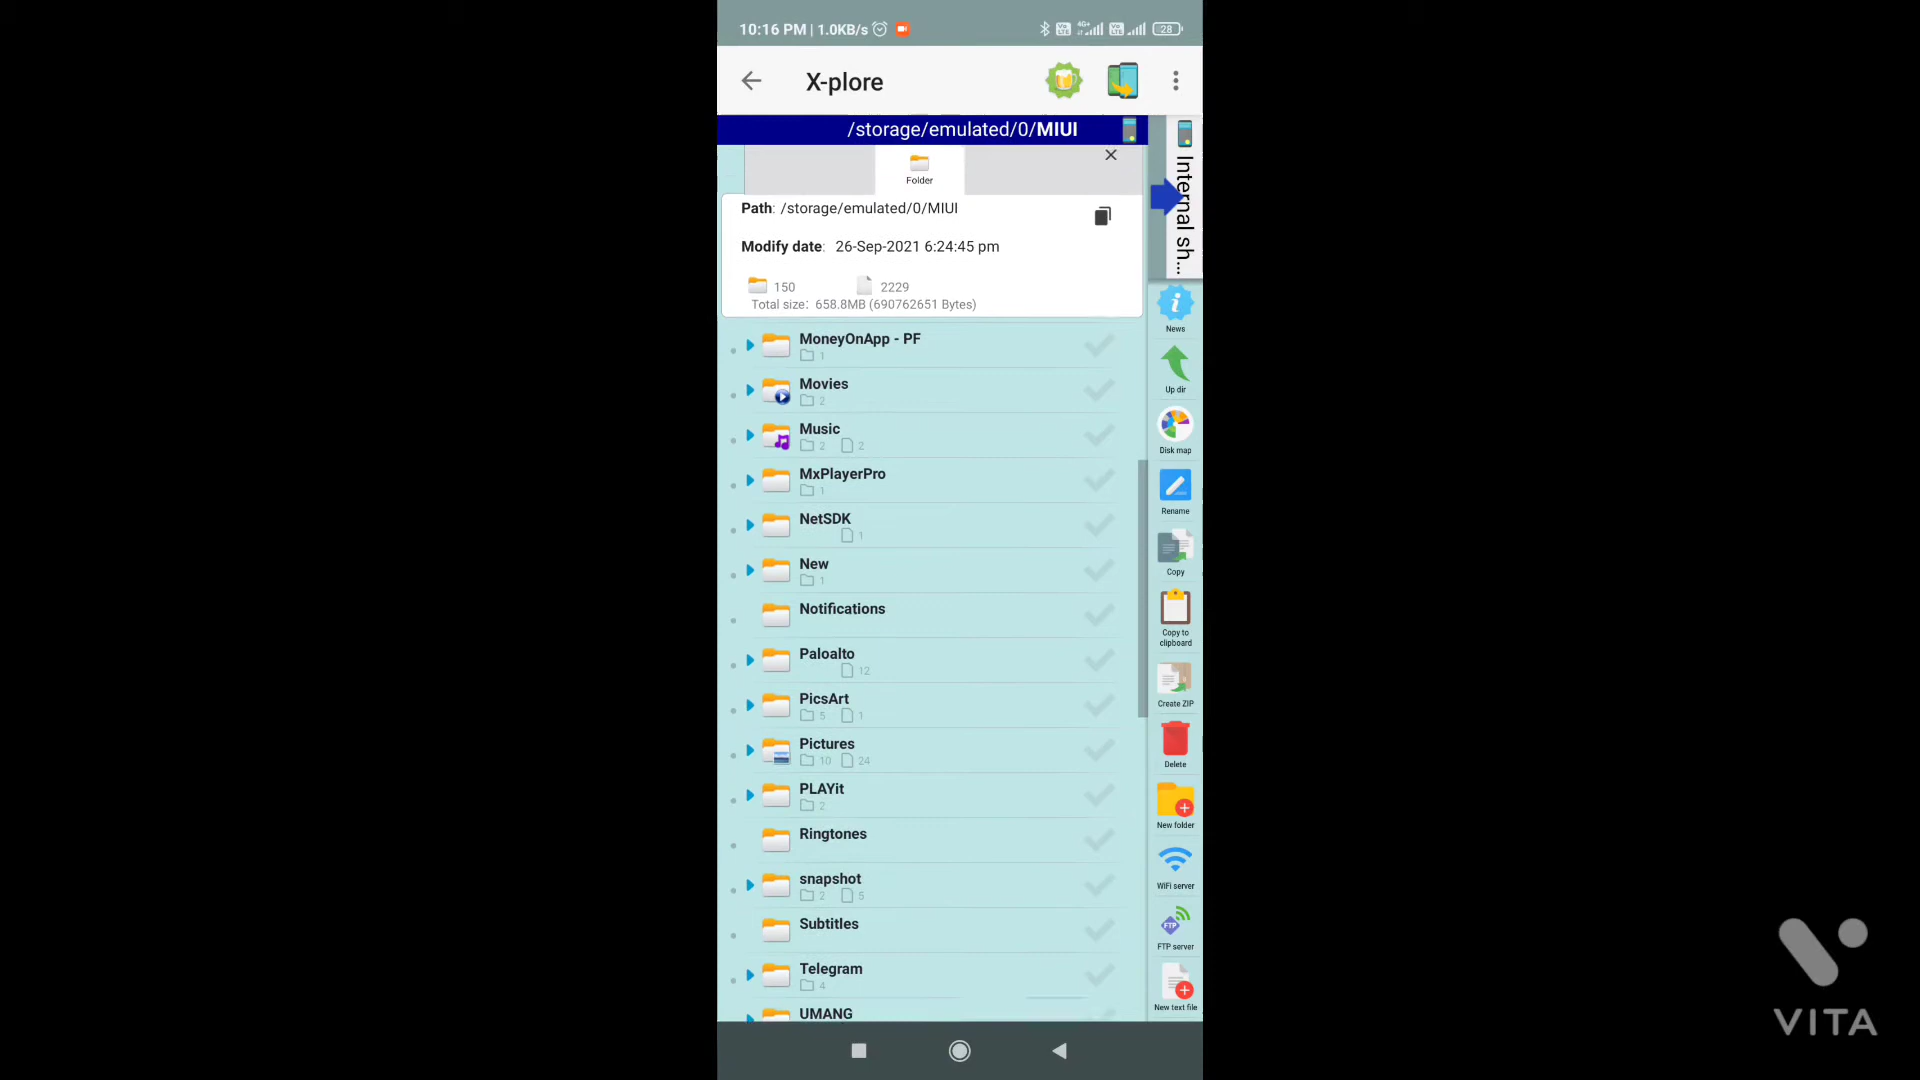 10:16 PM | 1.0KB/s
28
X-plore
/storage/emulated/0/MIUI
Internal sh...
Folder
Path: /storage/emulated/0/MIUI
Modify date: 26-Sep-2021 6:24:45 pm
150 2229
Total size: 658.8MB (690762651 Bytes)
MoneyOnApp - PF
1
Movies
2
Music
2 2
MxPlayerPro
1
NetSDK
1
New
1
Notifications
Paloalto
12
PicsArt
5 1
Pictures
10 24
PLAYit
2
Ringtones
snapshot
2 5
Subtitles
Telegram
4
UMANG
News
Up dir
Disk map
Rename
Copy
Copy to
clipboard
Create ZIP
Delete
New folder
WiFi server
FTP
FTP server
New text file
VITA